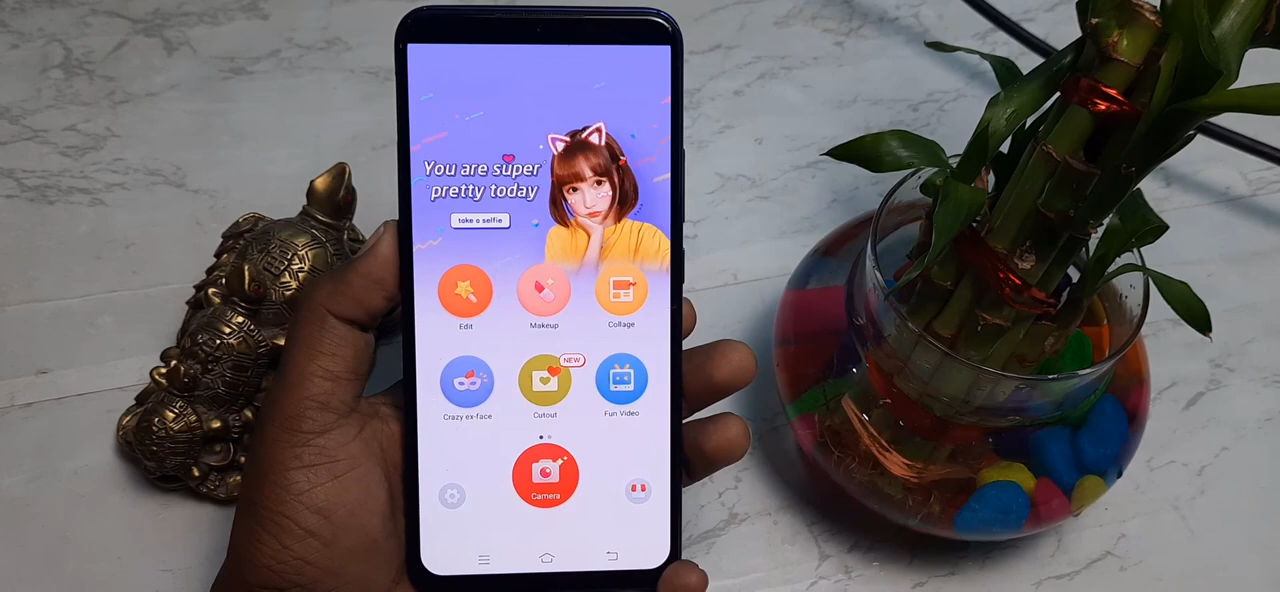 You are super
pretty today
take a selfie
Edit
Makeup
Collage
Crazy ex-face
NEW
Cutout
Fun Video
Camera